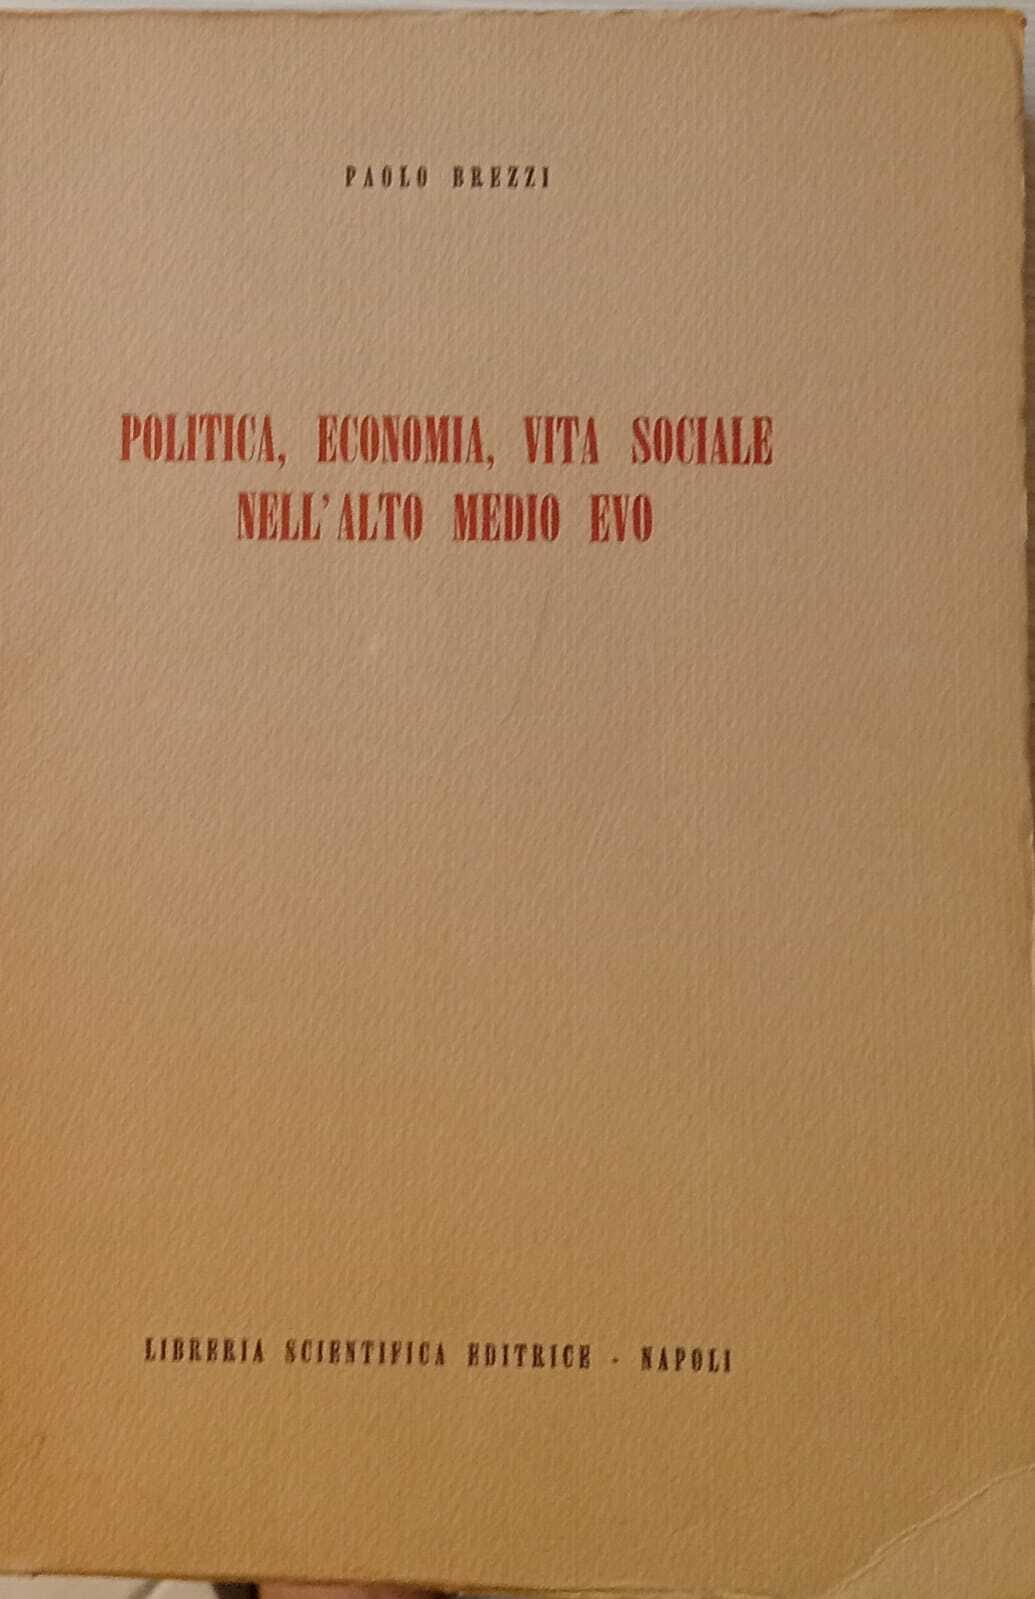 PAOLO BREZZI
POLITICA, ECONOMIA, VITA SOCIALE
NELL'ALTO MEDIO EVO
LIBRERIA SCIENTIFICA EDITRICE - NAPOLI